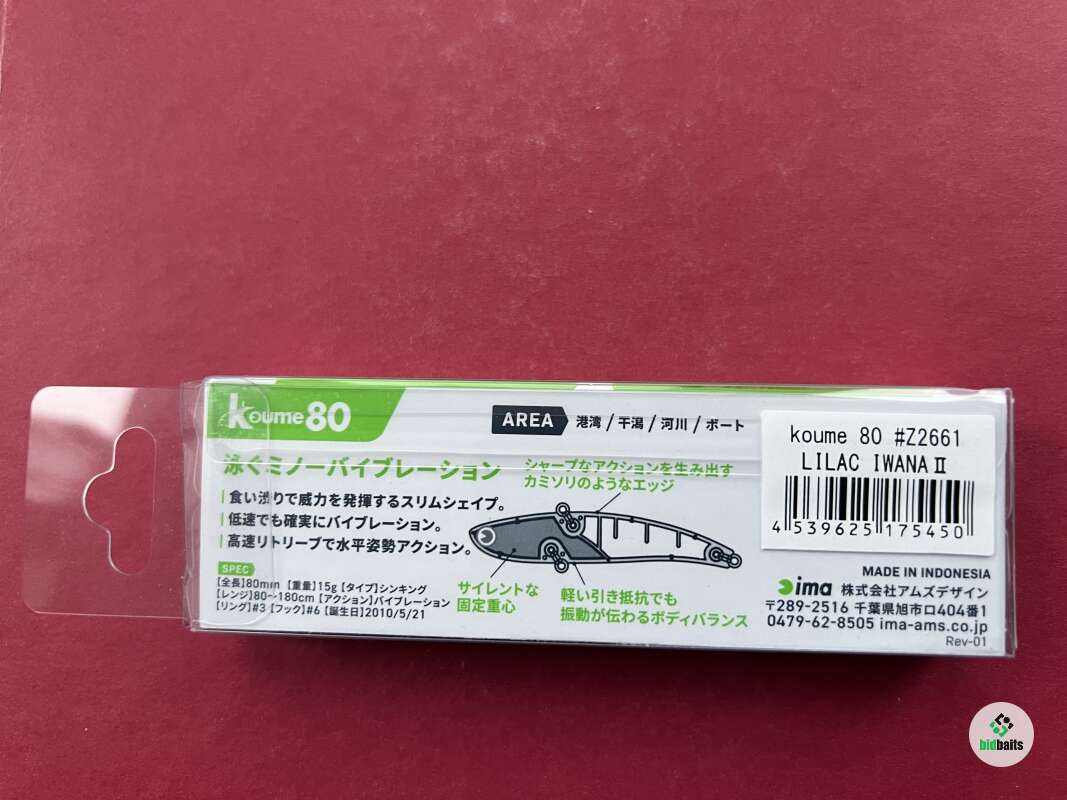 koume 80
AREA 港湾 / 干潟 / 河川 / ボート
泳ぐミノーバイブレーション
食い渋りで威力を発揮するスリムシェイプ。
低速でも確実にバイブレーション。
高速リトリーブで水平姿勢アクション。
シャープなアクションを生み出す
カミソリのようなエッジ
サイレントな
固定重心
軽い引き抵抗でも
振動が伝わるボディバランス
SPEC
【全長】80mm 【重量】15g 【タイプ】シンキング
【レンジ】80〜180cm 【アクション】バイブレーション
【リング】#3 【フック】#6 【誕生日】2010/5/21
koume 80 #Z2661
LILAC IWANAⅡ
4 539625 175450
MADE IN INDONESIA
ima 株式会社アムズデザイン
〒289-2516 千葉県旭市ロ404番1
0479-62-8505 ima-ams.co.jp
Rev-01
bidbaits